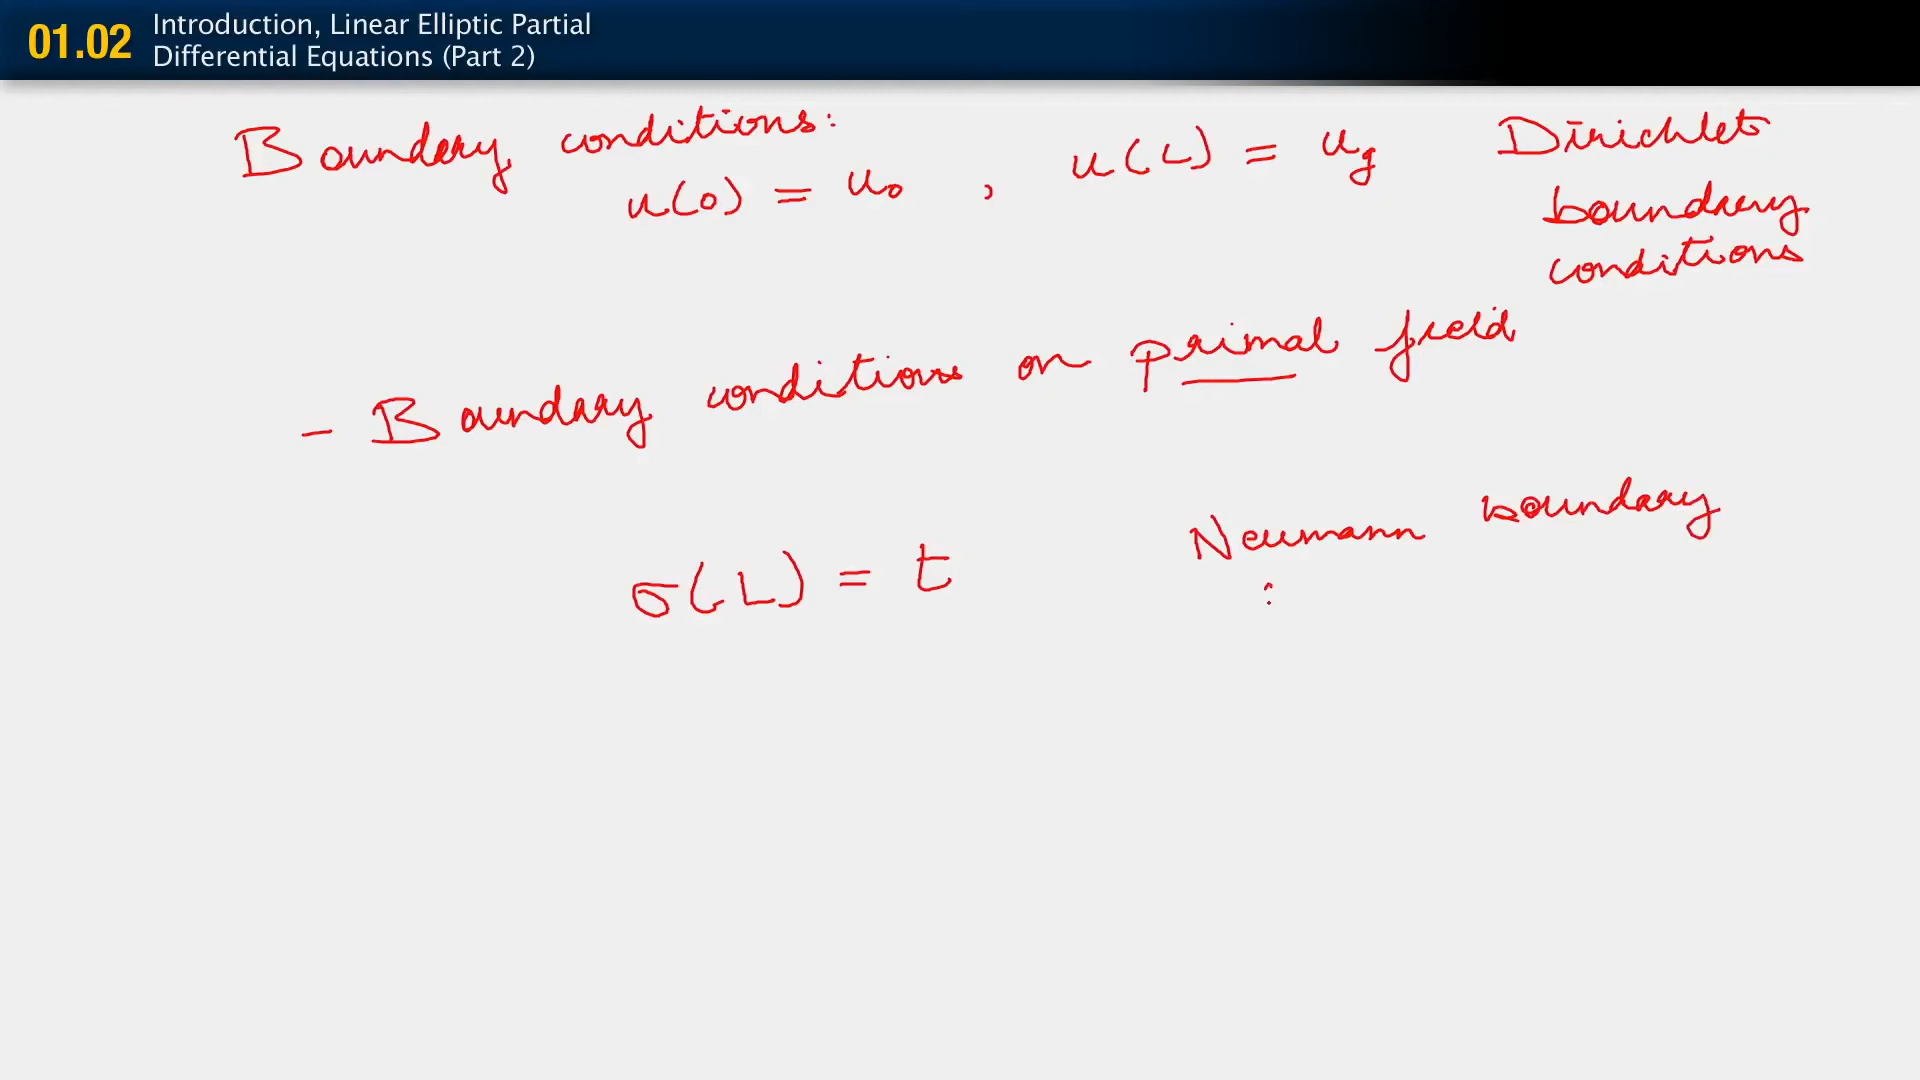 01.02
Introduction, Linear Elliptic Partial
Differential Equations (Part 2)
Boundary conditions:
u(0) = u₀ , u(L) = u_g
Dirichlet
boundary
conditions
- Boundary conditions on primal field
σ(L) = t
Neumann boundary